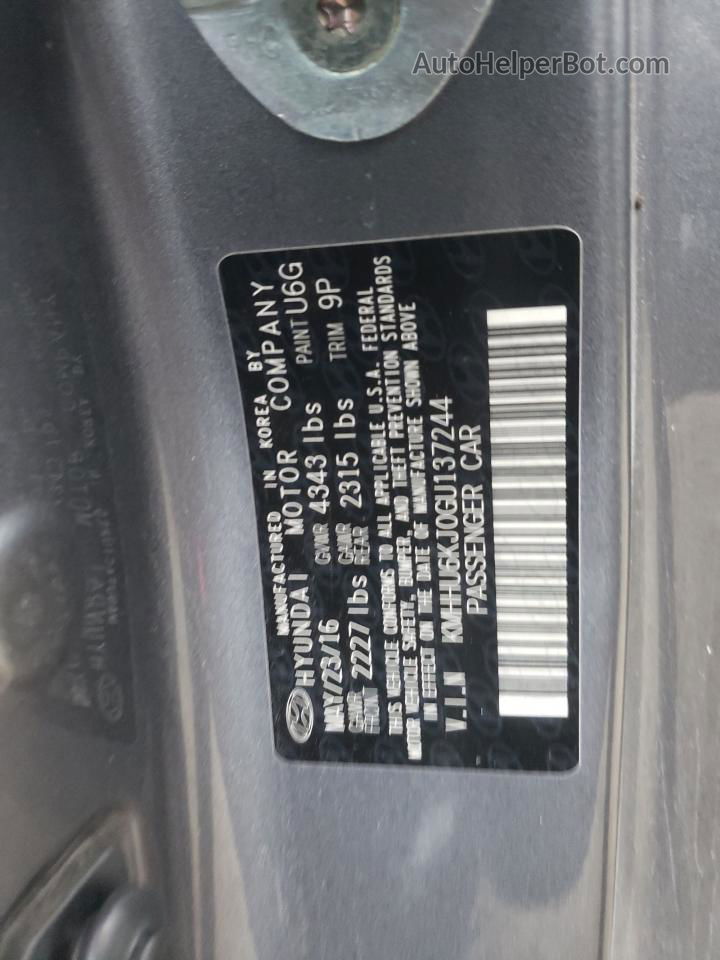 AutoHelperBot.com
MANUFACTURED IN KOREA BY
HYUNDAI MOTOR COMPANY
MAY/23/16 GVWR 4343 lbs PAINT U6G
GAWR FRONT 2227 lbs GAWR REAR 2315 lbs TRIM 9P
THIS VEHICLE CONFORMS TO ALL APPLICABLE U.S.A. FEDERAL
MOTOR VEHICLE SAFETY, BUMPER, AND THEFT PREVENTION STANDARDS
IN EFFECT ON THE DATE OF MANUFACTURE SHOWN ABOVE
V.I.N KMHHU6KJ0GU137244
PASSENGER CAR